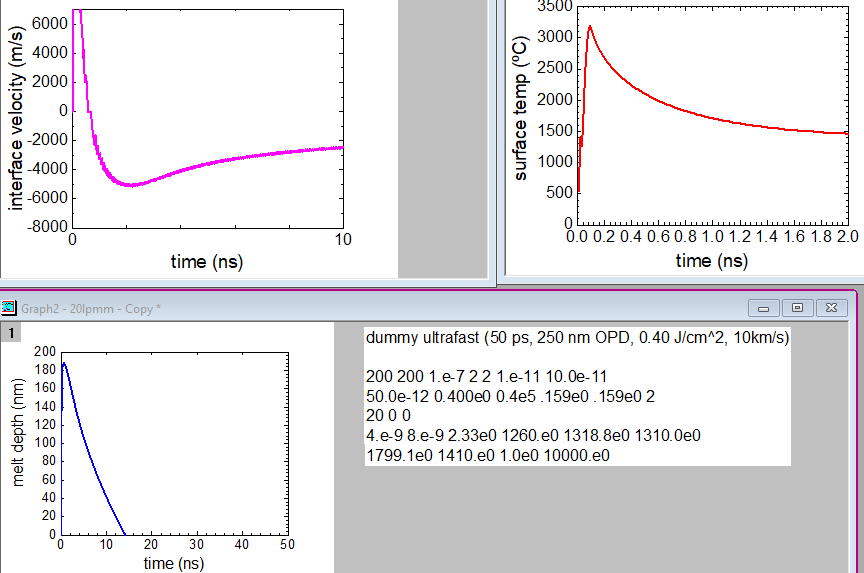 6000
4000
2000
0
-2000
-4000
-6000
-8000
interface velocity (m/s)
0
10
time (ns)
3500
3000
2500
2000
1500
1000
500
0
surface temp (ºC)
0.0 0.2 0.4 0.6 0.8 1.0 1.2 1.4 1.6 1.8 2.0
time (ns)
Graph2 - 20lpmm - Copy *
1
200
180
160
140
120
100
80
60
40
20
0
melt depth (nm)
0 10 20 30 40 50
time (ns)
dummy ultrafast (50 ps, 250 nm OPD, 0.40 J/cm^2, 10km/s)
200 200 1.e-7 2 2 1.e-11 10.0e-11
50.0e-12 0.400e0 0.4e5 .159e0 .159e0 2
20 0 0
4.e-9 8.e-9 2.33e0 1260.e0 1318.8e0 1310.0e0
1799.1e0 1410.e0 1.0e0 10000.e0